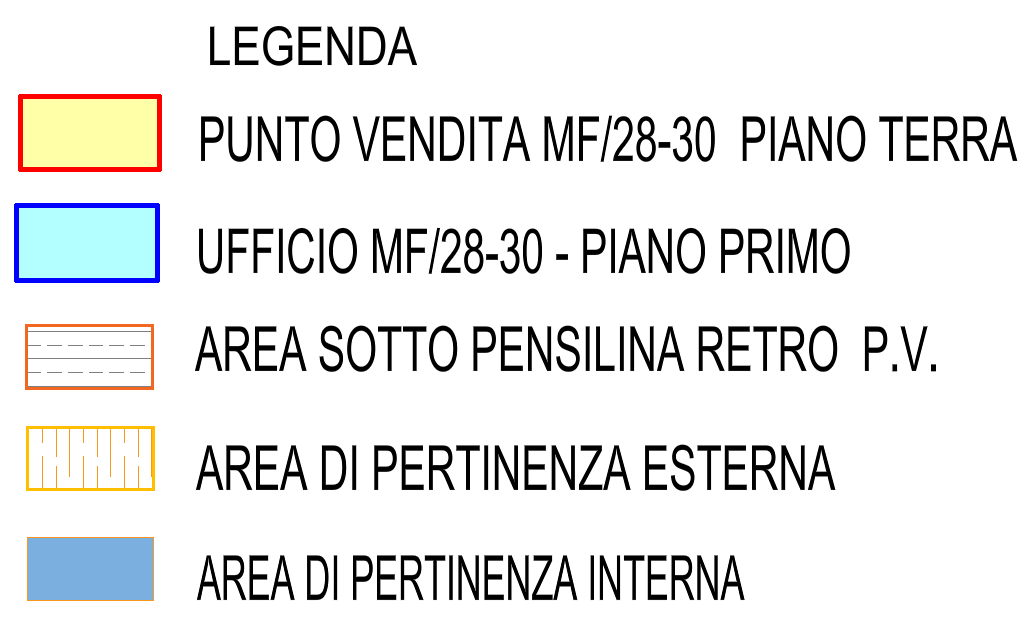 LEGENDA
PUNTO VENDITA MF/28-30 PIANO TERRA
UFFICIO MF/28-30 - PIANO PRIMO
AREA SOTTO PENSILINA RETRO P.V.
AREA DI PERTINENZA ESTERNA
AREA DI PERTINENZA INTERNA